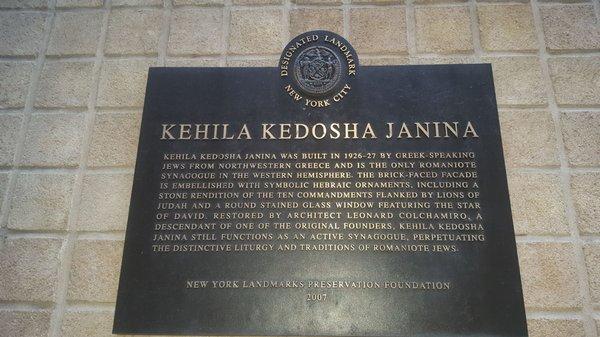 DESIGNATED LANDMARK
NEW YORK CITY
KEHILA KEDOSHA JANINA
KEHILA KEDOSHA JANINA WAS BUILT IN 1926-27 BY GREEK-SPEAKING
JEWS FROM NORTHWESTERN GREECE AND IS THE ONLY ROMANIOTE
SYNAGOGUE IN THE WESTERN HEMISPHERE. THE BRICK-FACED FACADE
IS EMBELLISHED WITH SYMBOLIC HEBRAIC ORNAMENTS, INCLUDING A
STONE RENDITION OF THE TEN COMMANDMENTS FLANKED BY LIONS OF
JUDAH AND A ROUND STAINED GLASS WINDOW FEATURING THE STAR
OF DAVID. RESTORED BY ARCHITECT LEONARD COLCHAMIRO, A
DESCENDANT OF ONE OF THE ORIGINAL FOUNDERS, KEHILA KEDOSHA
JANINA STILL FUNCTIONS AS AN ACTIVE SYNAGOGUE, PERPETUATING
THE DISTINCTIVE LITURGY AND TRADITIONS OF ROMANIOTE JEWS.
NEW YORK LANDMARKS PRESERVATION FOUNDATION
2007